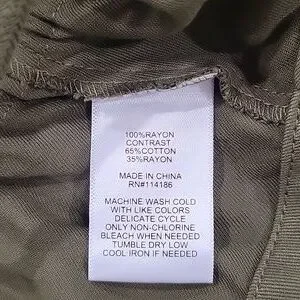 100%RAYON
CONTRAST
65%COTTON
35%RAYON
MADE IN CHINA
RN#114186
MACHINE WASH COLD
WITH LIKE COLORS
DELICATE CYCLE
ONLY NON-CHLORINE
BLEACH WHEN NEEDED
TUMBLE DRY LOW
COOL IRON IF NEEDED